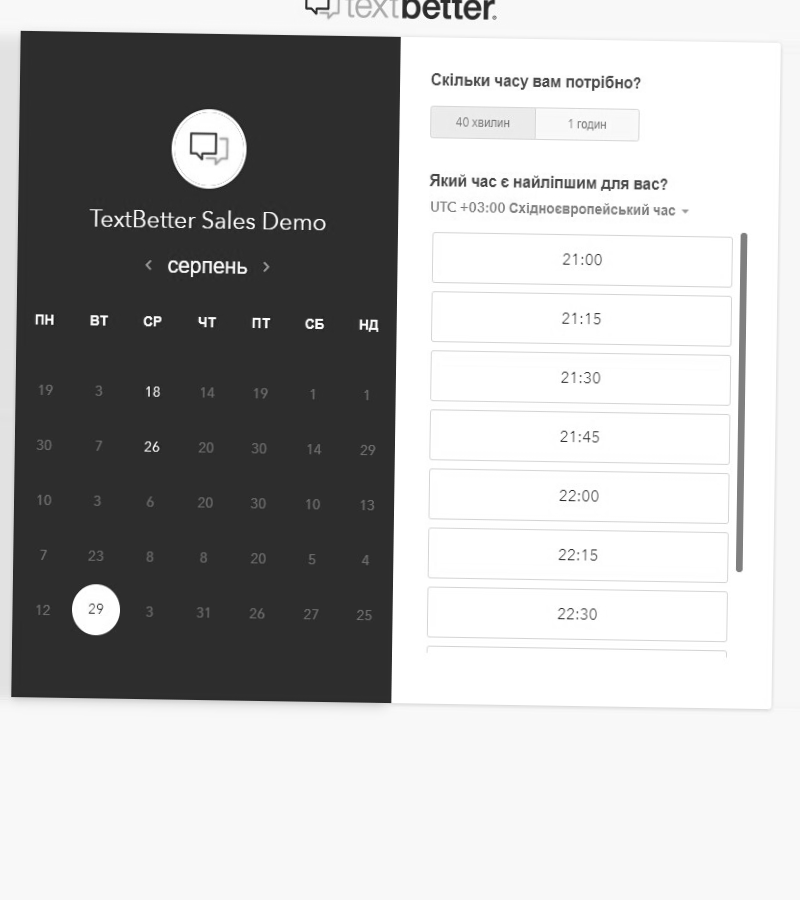 textbetter.
TextBetter Sales Demo
серпень
ПН ВТ СР ЧТ ПТ СБ НД
19 3 18 14 19 1 1
30 7 26 20 30 14 29
10 3 6 20 30 10 13
7 23 8 8 20 5 4
12 29 3 31 26 27 25
Скільки часу вам потрібно?
40 хвилин 1 годин
Який час є найліпшим для вас?
UTC +03:00 Східноєвропейський час
21:00
21:15
21:30
21:45
22:00
22:15
22:30